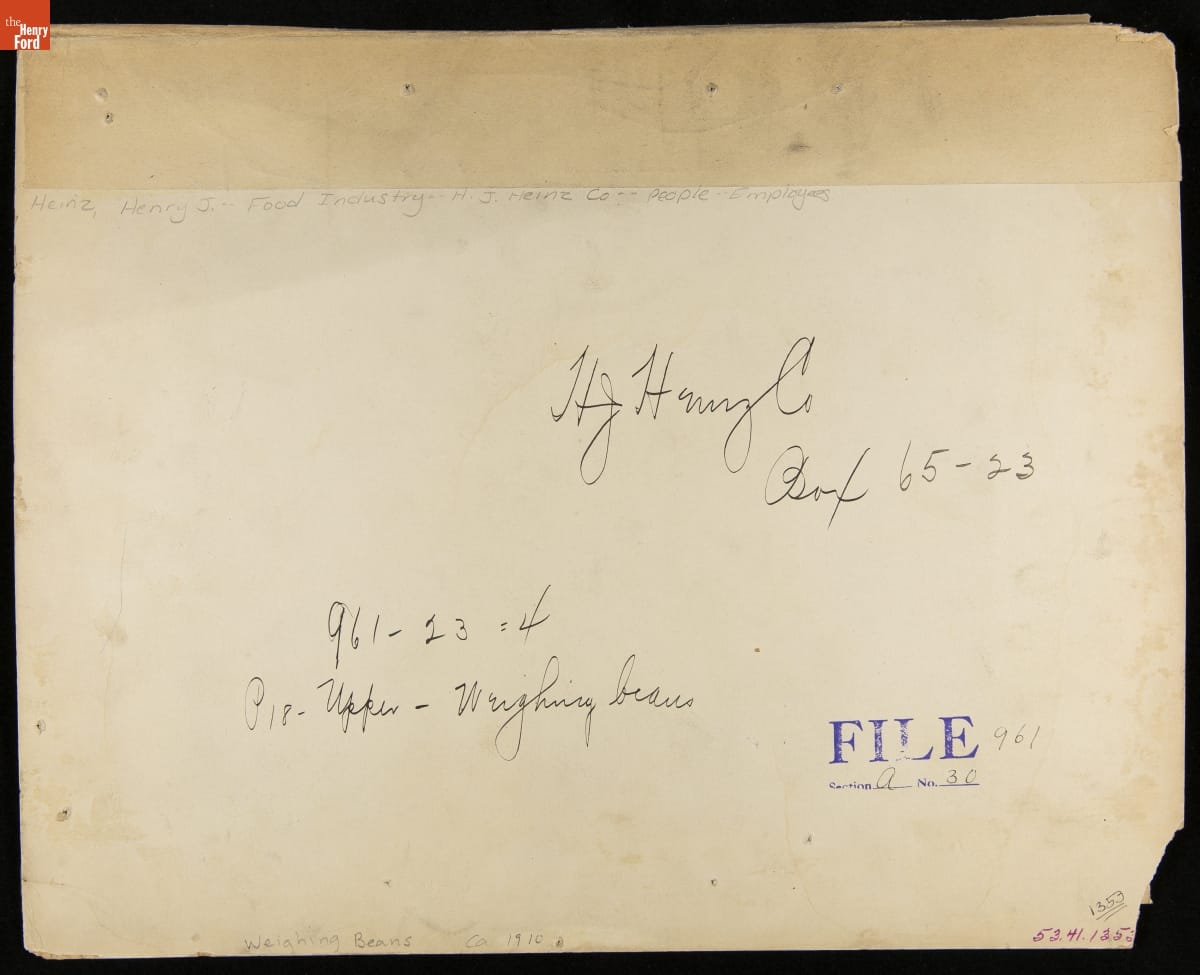 the
Henry
Ford
Heinz, Henry J.-- Food Industry-- H. J. Heinz Co-- People--Employees
HJ Heinz Co
Box 65-23
961- 23 =4
P18- Upper - Weighing beans
FILE 961
Section A No. 30
1353
Weighing Beans Ca 1910
53.41.1353